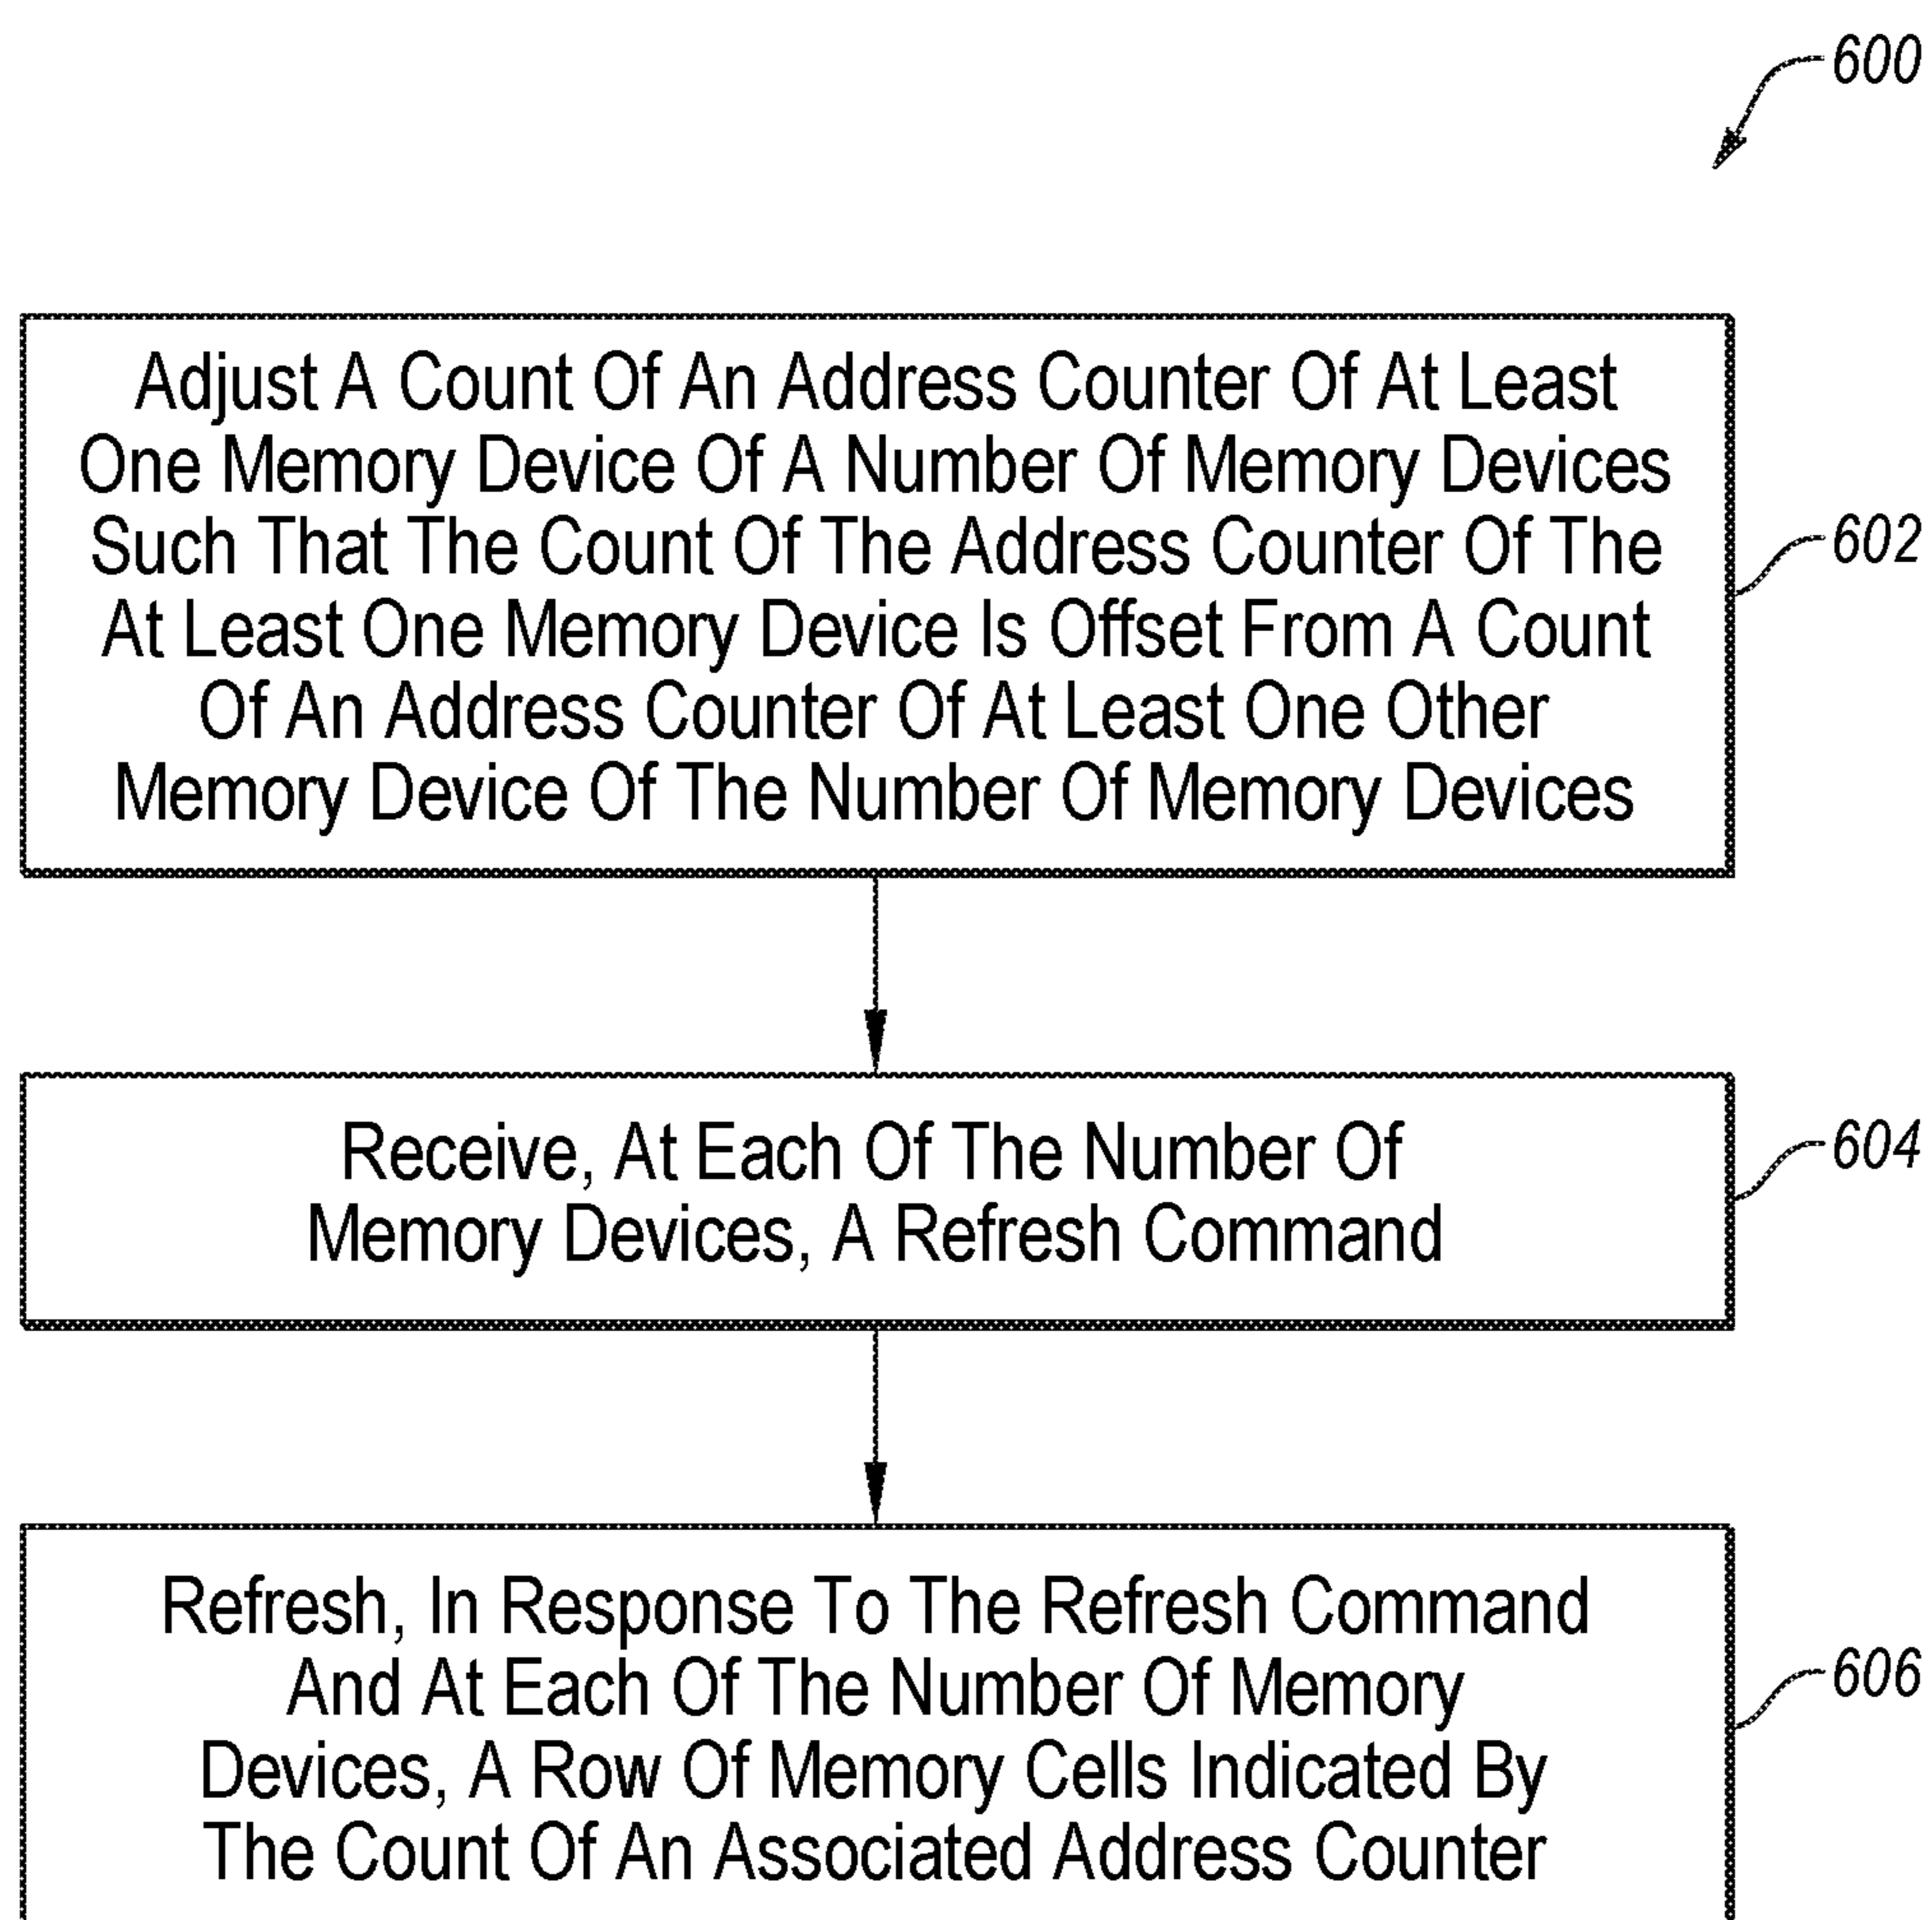 600
Adjust A Count Of An Address Counter Of At Least
One Memory Device Of A Number Of Memory Devices
Such That The Count Of The Address Counter Of The
At Least One Memory Device Is Offset From A Count
Of An Address Counter Of At Least One Other
Memory Device Of The Number Of Memory Devices
602
Receive, At Each Of The Number Of
Memory Devices, A Refresh Command
604
Refresh, In Response To The Refresh Command
And At Each Of The Number Of Memory
Devices, A Row Of Memory Cells Indicated By
The Count Of An Associated Address Counter
606